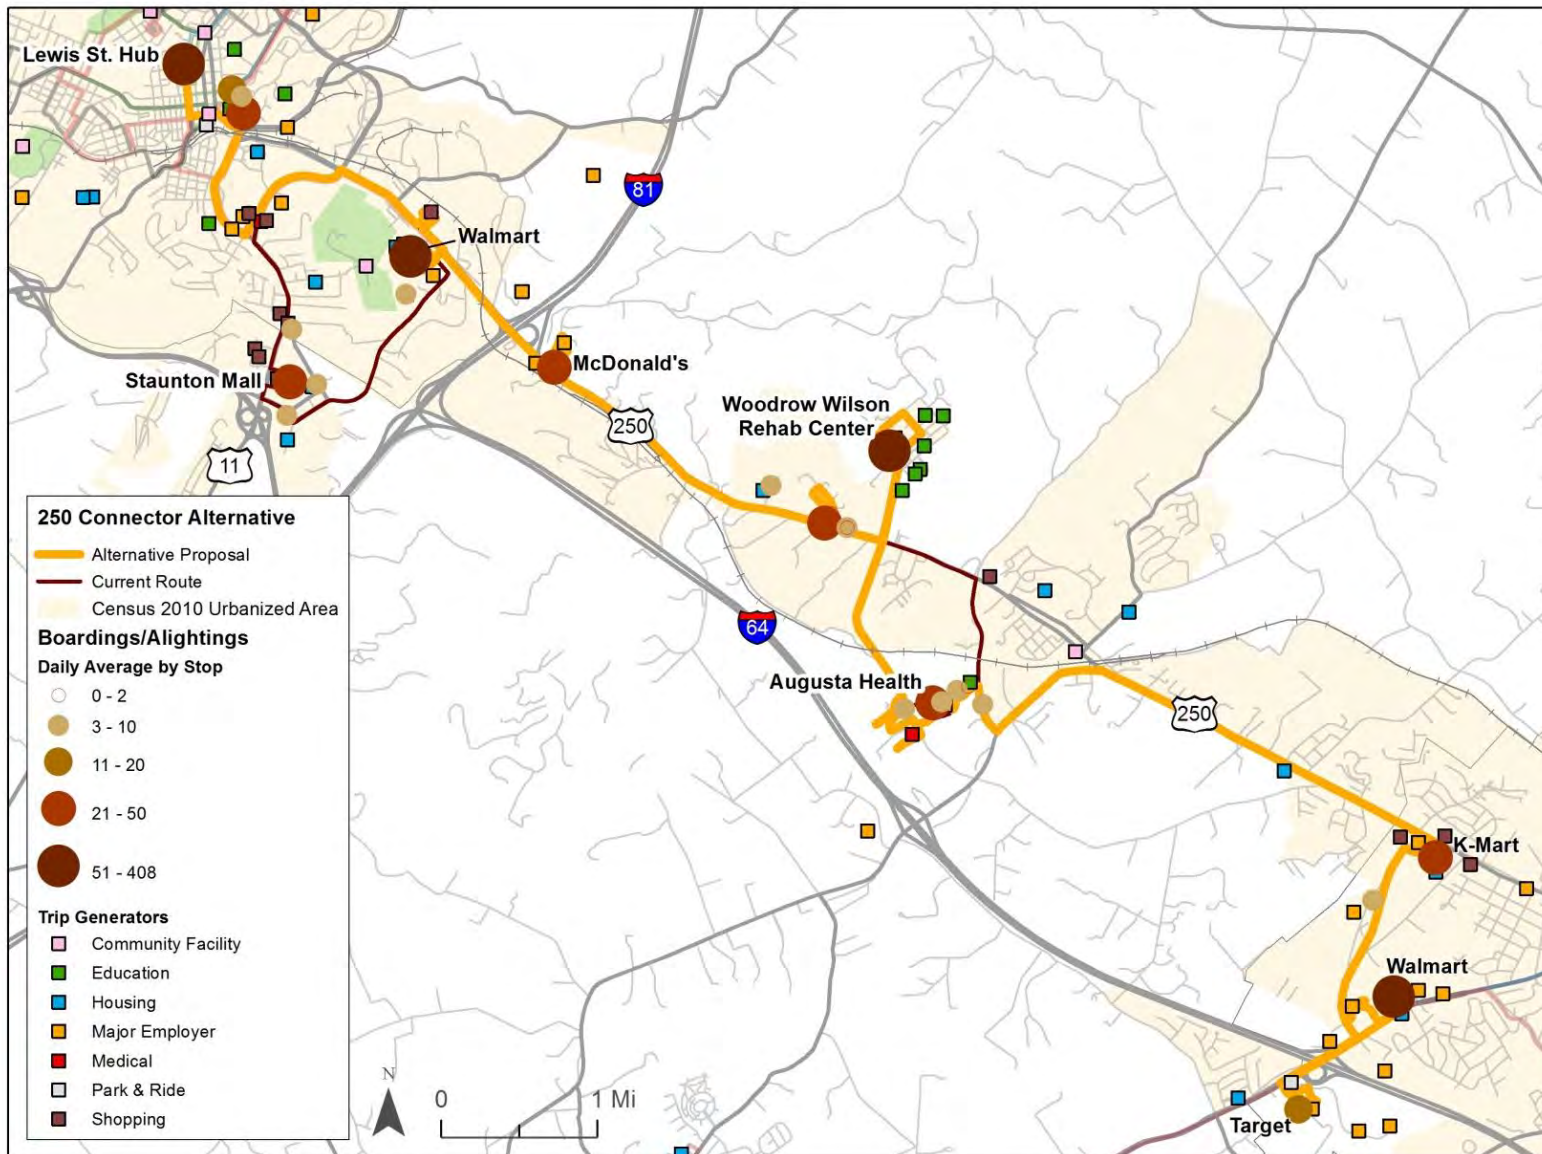 Lewis St. Hub
81
Walmart
McDonald's
Staunton Mall
Woodrow Wilson
Rehab Center
250
11
250 Connector Alternative
Alternative Proposal
Current Route
Census 2010 Urbanized Area
Boardings/Alightings
Daily Average by Stop
0 - 2
3 - 10
11 - 20
21 - 50
51 - 408
Trip Generators
Community Facility
Education
Housing
Major Employer
Medical
Park & Ride
Shopping
64
Augusta Health
250
K-Mart
Walmart
Target
N
0 1 Mi